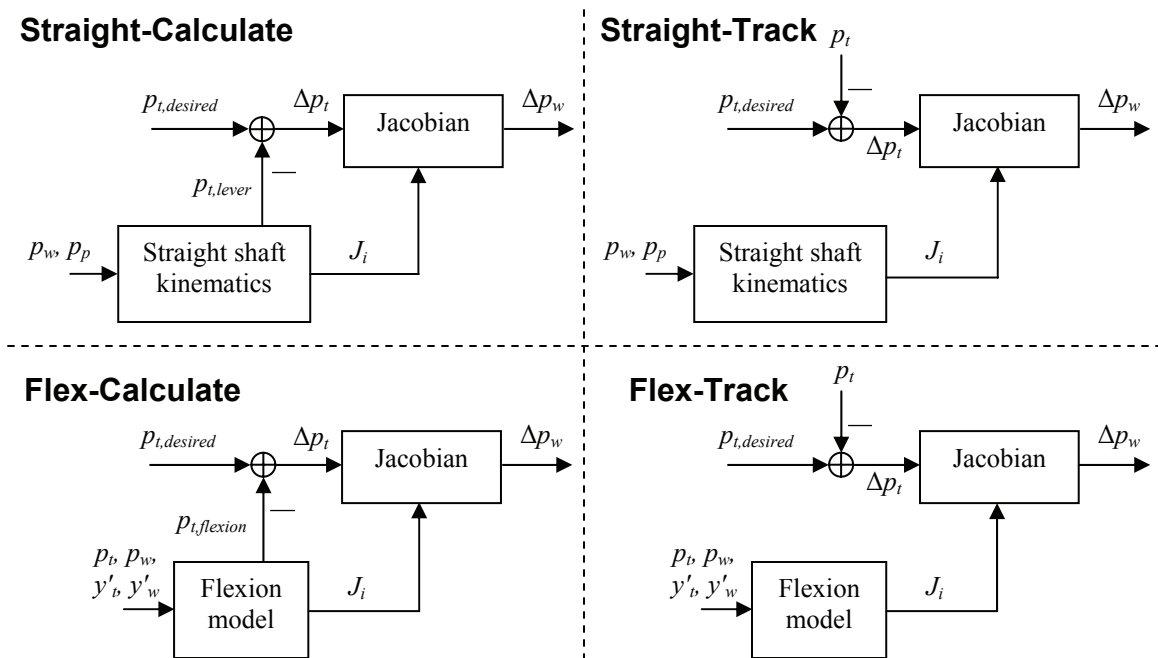 Straight-Calculate
p_{t,desired}
Δp_t
Δp_w
Jacobian
—
p_{t,lever}
p_w, p_p
Straight shaft
kinematics
J_i
Straight-Track
p_t
—
p_{t,desired}
Δp_t
Δp_w
Jacobian
p_w, p_p
Straight shaft
kinematics
J_i
Flex-Calculate
p_{t,desired}
Δp_t
Δp_w
Jacobian
—
p_{t,flexion}
p_t, p_w,
y'_t, y'_w
Flexion
model
J_i
Flex-Track
p_t
—
p_{t,desired}
Δp_t
Δp_w
Jacobian
p_t, p_w,
y'_t, y'_w
Flexion
model
J_i